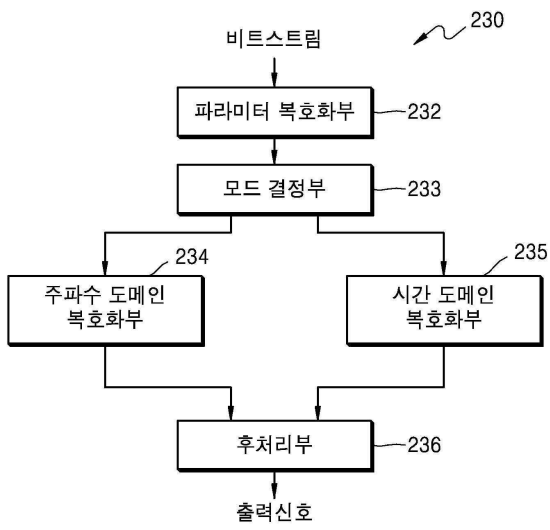 230
비트스트림
파라미터 복호화부
232
모드 결정부
233
234
235
주파수 도메인
복호화부
시간 도메인
복호화부
후처리부
236
출력신호